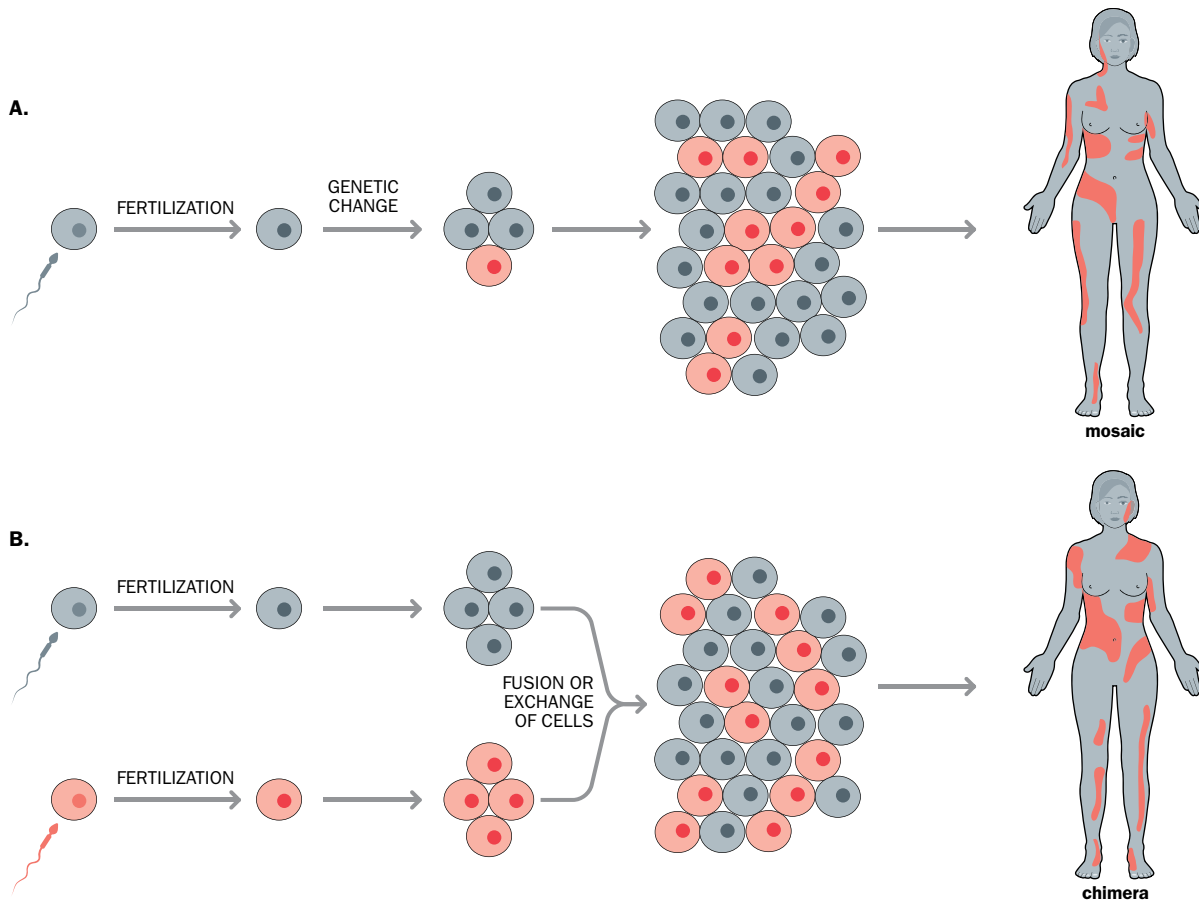 A.
FERTILIZATION
GENETIC
CHANGE
mosaic
B.
FERTILIZATION
FUSION OR
EXCHANGE
OF CELLS
FERTILIZATION
chimera